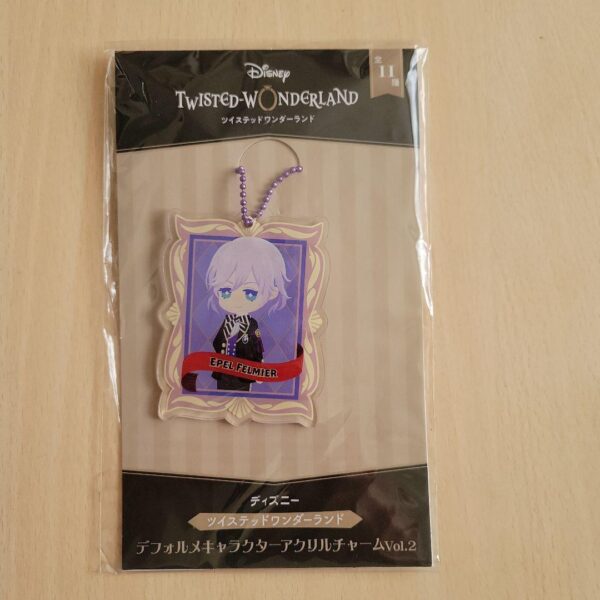 全
11
種
Disney
TWISTED-WONDERLAND
ツイステッドワンダーランド
EPEL FELMIER
ディズニー
ツイステッドワンダーランド
デフォルメキャラクターアクリルチャームVol.2